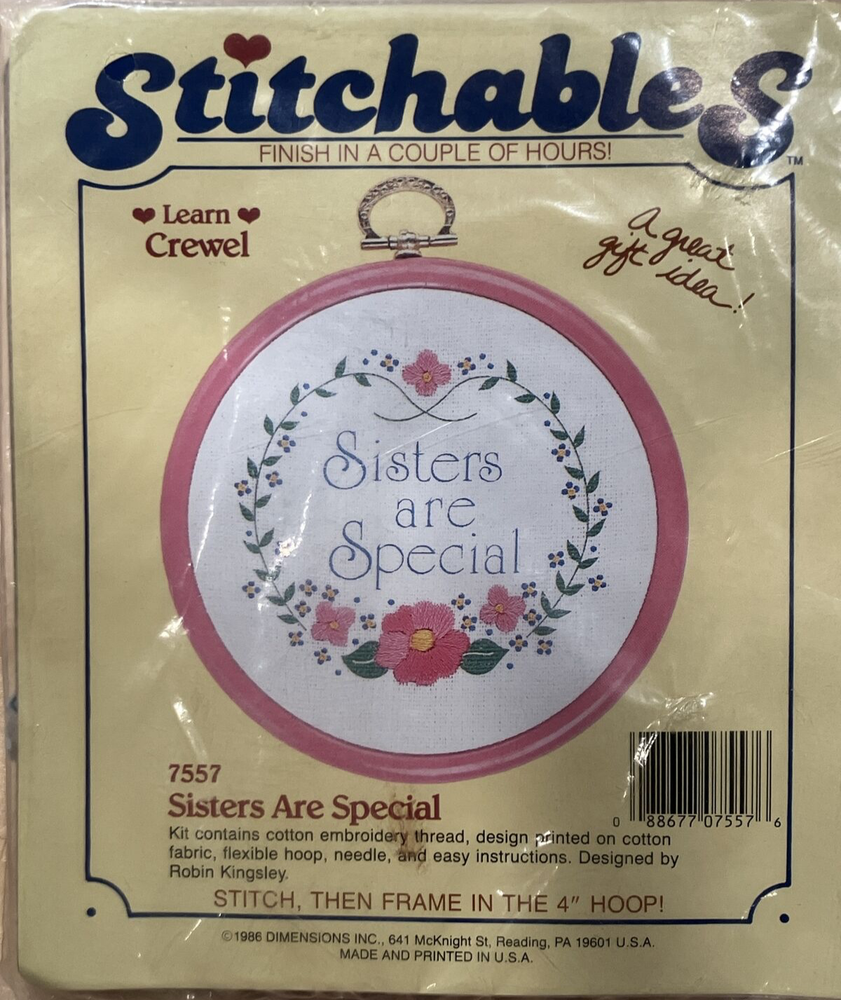 Stitchables™
FINISH IN A COUPLE OF HOURS!
Learn
Crewel
A great
gift idea!
Sisters
are
Special
7557
Sisters Are Special
Kit contains cotton embroidery thread, design printed on cotton
fabric, flexible hoop, needle, and easy instructions. Designed by
Robin Kingsley.
0 88677 07557 6
STITCH, THEN FRAME IN THE 4" HOOP!
©1986 DIMENSIONS INC., 641 McKnight St, Reading, PA 19601 U.S.A.
MADE AND PRINTED IN U.S.A.